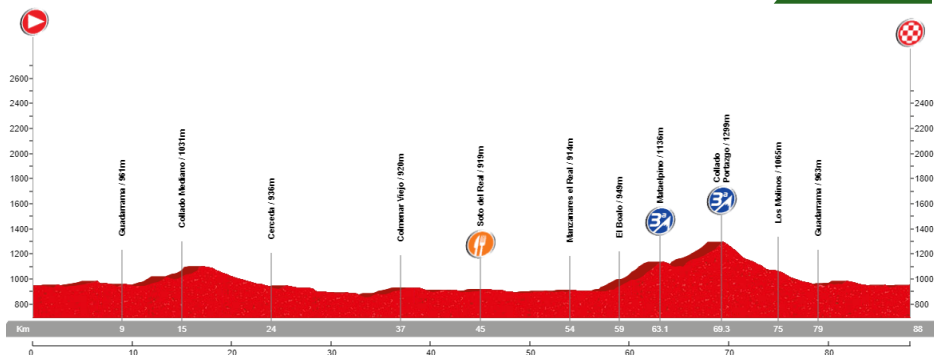 2600
2400
2200
2000
1800
1600
1400
1200
1000
800
Guadarrama / 961m
Collado Mediano / 1031m
Cerceda / 936m
Colmenar Viejo / 920m
Soto del Real / 919m
Manzanares el Real / 914m
El Boalo / 949m
Mataelpino / 1136m
3ª
Collado
Portazgo / 1299m
3ª
Los Molinos / 1065m
Guadarrama / 963m
2400
2200
2000
1800
1600
1400
1200
1000
800
Km 9 15 24 37 45 54 59 63.1 69.3 75 79 88
0 10 20 30 40 50 60 70 80